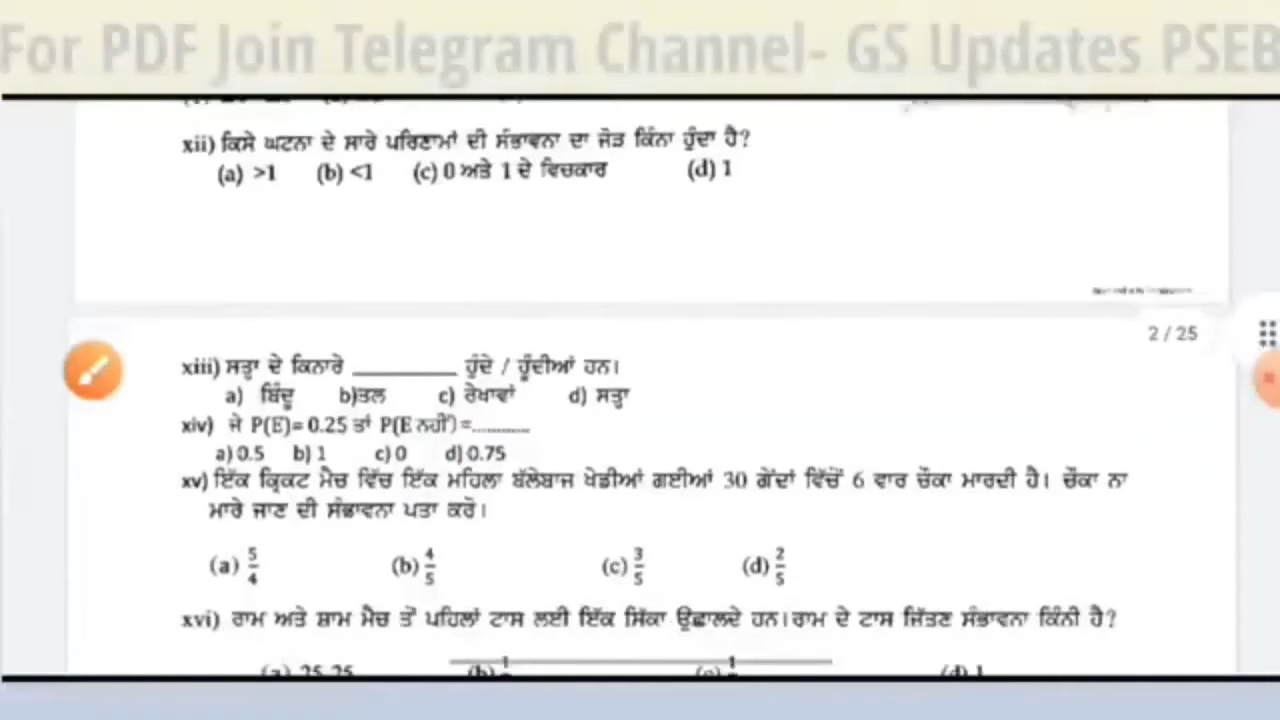 For PDF Join Telegram Channel- GS Updates PSEB
xii) ਕਿਸੇ ਘਟਨਾ ਦੇ ਸਾਰੇ ਪਰਿਣਾਮਾਂ ਦੀ ਸੰਭਾਵਨਾ ਦਾ ਜੋੜ ਕਿੰਨਾ ਹੁੰਦਾ ਹੈ?
(a) >1 (b) <1 (c) 0 ਅਤੇ 1 ਦੇ ਵਿਚਕਾਰ (d) 1
2 / 25
xiii) ਸਤ੍ਹਾ ਦੇ ਕਿਨਾਰੇ __________ ਹੁੰਦੇ / ਹੁੰਦੀਆਂ ਹਨ।
a) ਬਿੰਦੂ b)ਤਲ c) ਰੇਖਾਵਾਂ d) ਸਤ੍ਹਾ
xiv) ਜੇ P(E)= 0.25 ਤਾਂ P(E ਨਹੀਂ) =...........
a) 0.5 b) 1 c) 0 d) 0.75
xv) ਇੱਕ ਕ੍ਰਿਕਟ ਮੈਚ ਵਿੱਚ ਇੱਕ ਮਹਿਲਾ ਬੱਲੇਬਾਜ ਖੇਡੀਆਂ ਗਈਆਂ 30 ਗੇਂਦਾਂ ਵਿੱਚੋਂ 6 ਵਾਰ ਚੌਕਾ ਮਾਰਦੀ ਹੈ। ਚੌਕਾ ਨਾ
ਮਾਰੇ ਜਾਣ ਦੀ ਸੰਭਾਵਨਾ ਪਤਾ ਕਰੋ।
(a) 5/4 (b) 4/5 (c) 3/5 (d) 2/5
xvi) ਰਾਮ ਅਤੇ ਸ਼ਾਮ ਮੈਚ ਤੋਂ ਪਹਿਲਾਂ ਟਾਸ ਲਈ ਇੱਕ ਸਿੱਕਾ ਉਛਾਲਦੇ ਹਨ।ਰਾਮ ਦੇ ਟਾਸ ਜਿੱਤਣ ਸੰਭਾਵਨਾ ਕਿੰਨੀ ਹੈ?